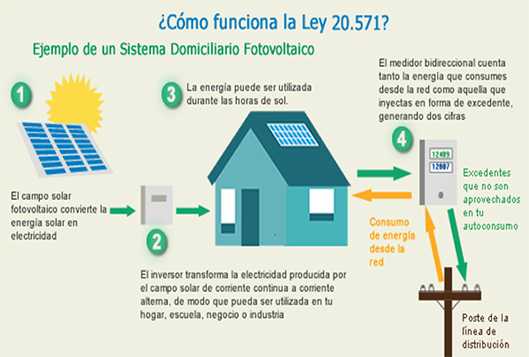 ¿Cómo funciona la Ley 20.571?
Ejemplo de un Sistema Domiciliario Fotovoltaico
1
El campo solar
fotovoltaico convierte la
energía solar en
electricidad
2
El inversor transforma la electricidad producida por
el campo solar de corriente continua a corriente
alterna, de modo que pueda ser utilizada en tu
hogar, escuela, negocio o industria
3
La energía puede ser utilizada
durante las horas de sol.
El medidor bidireccional cuenta
tanto la energía que consumes
desde la red como aquella que
inyectas en forma de excedente,
generando dos cifras
4
12489
12007
Excedentes
que no son
aprovechados
en tu
autoconsumo
Consumo
de energía
desde la
red
Poste de la
línea de
distribución